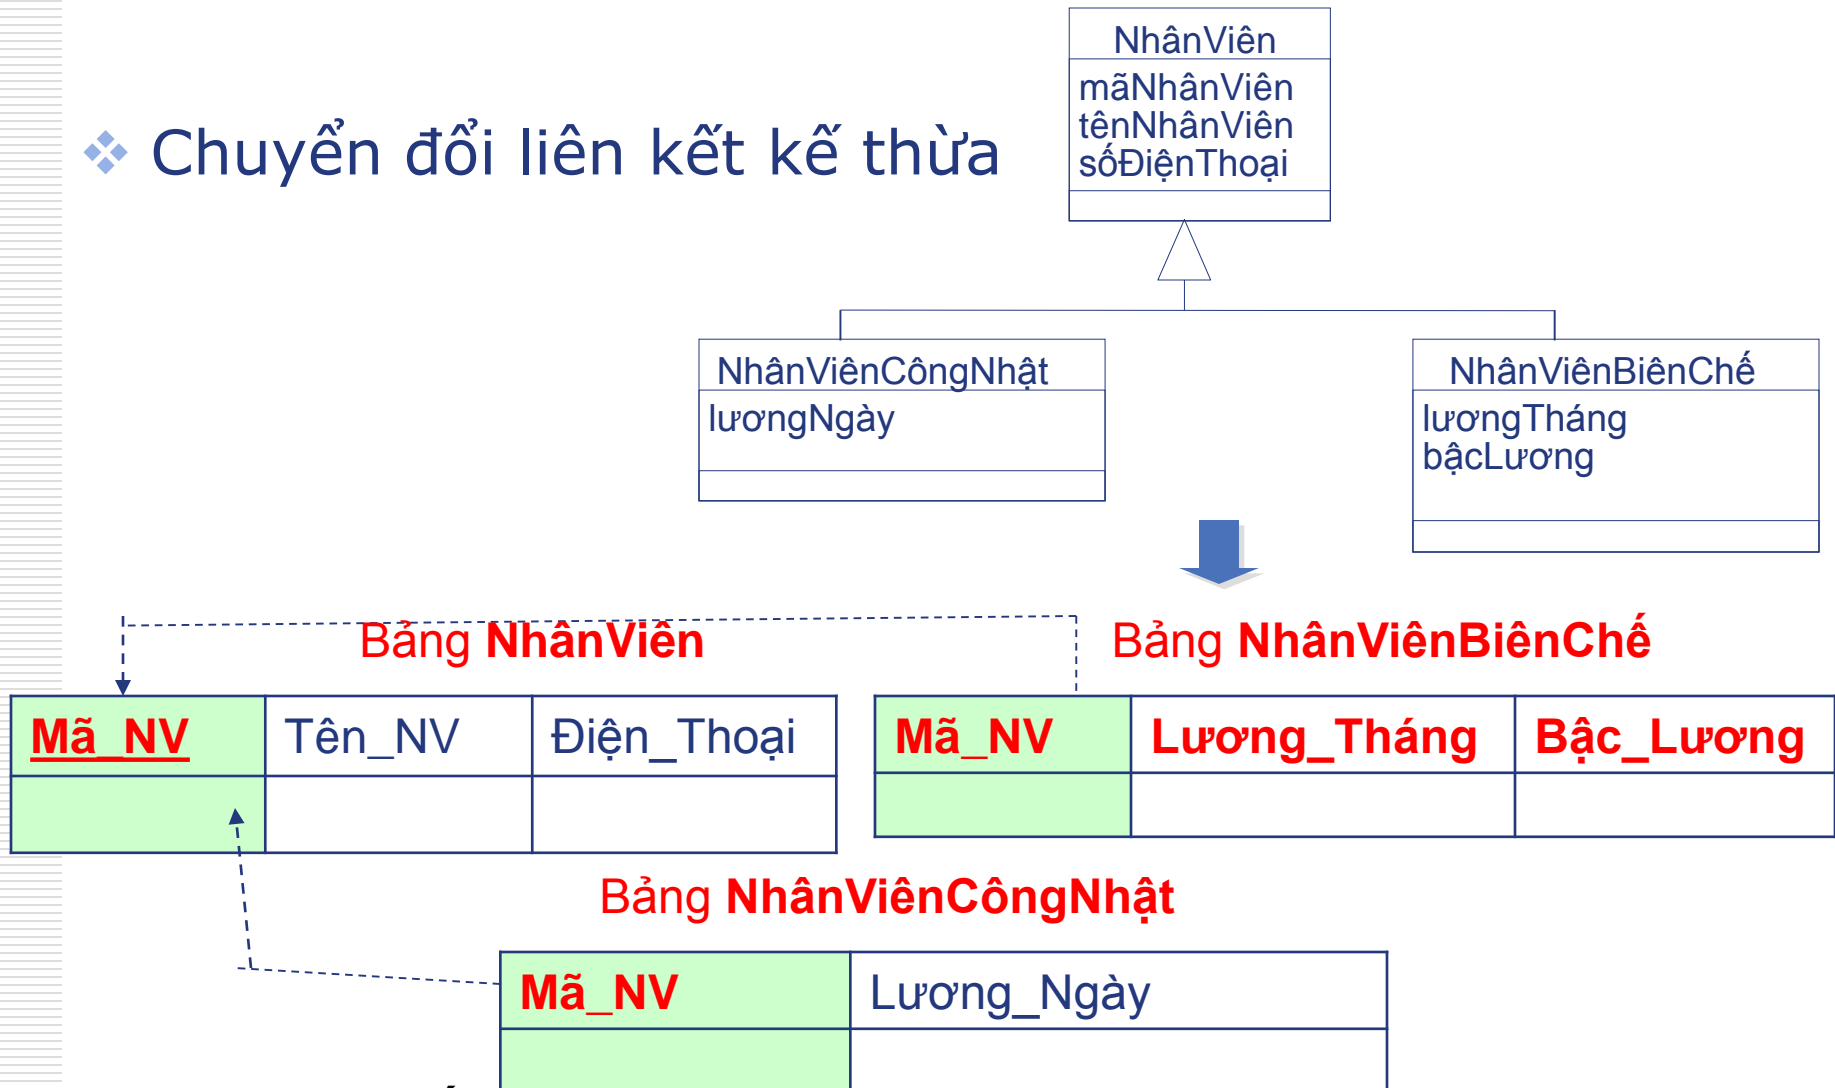 NhânViên
mãNhânViên
tênNhânViên
sốĐiệnThoại
Chuyển đổi liên kết kế thừa
NhânViênCôngNhật
lươngNgày
NhânViênBiênChế
lươngTháng
bậcLương
Bảng NhânViên
Bảng NhânViênBiênChế
Mã_NV Tên_NV Điện_Thoại
Mã_NV Lương_Tháng Bậc_Lương
Bảng NhânViênCôngNhật
Mã_NV Lương_Ngày